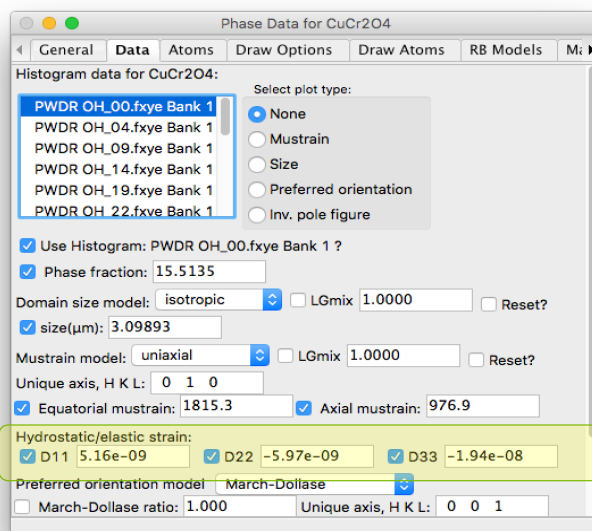 Phase Data for CuCr2O4
General Data Atoms Draw Options Draw Atoms RB Models
Histogram data for CuCr2O4:
Select plot type:
PWDR OH_00.fxye Bank 1
PWDR OH_04.fxye Bank 1
PWDR OH_09.fxye Bank 1
PWDR OH_14.fxye Bank 1
PWDR OH_19.fxye Bank 1
PWDR OH_22.fxye Bank 1
None
Mustrain
Size
Preferred orientation
Inv. pole figure
Use Histogram: PWDR OH_00.fxye Bank 1 ?
Phase fraction: 15.5135
Domain size model: isotropic LGmix 1.0000 Reset?
size(μm): 3.09893
Mustrain model: uniaxial LGmix 1.0000 Reset?
Unique axis, H K L: 0 1 0
Equatorial mustrain: 1815.3 Axial mustrain: 976.9
Hydrostatic/elastic strain:
D11 5.16e-09 D22 -5.97e-09 D33 -1.94e-08
Preferred orientation model March-Dollase
March-Dollase ratio: 1.000 Unique axis, H K L: 0 0 1